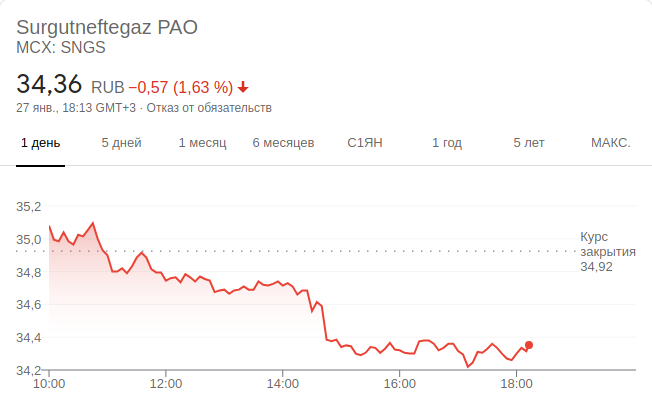 Surgutneftegaz PAO
MCX: SNGS
34,36 RUB −0,57 (1,63 %)
27 янв., 18:13 GMT+3 · Отказ от обязательств
1 день 5 дней 1 месяц 6 месяцев С1ЯН 1 год 5 лет МАКС.
35,2
35,0
34,8
34,6
34,4
34,2
Курс
закрытия
34,92
10:00 12:00 14:00 16:00 18:00